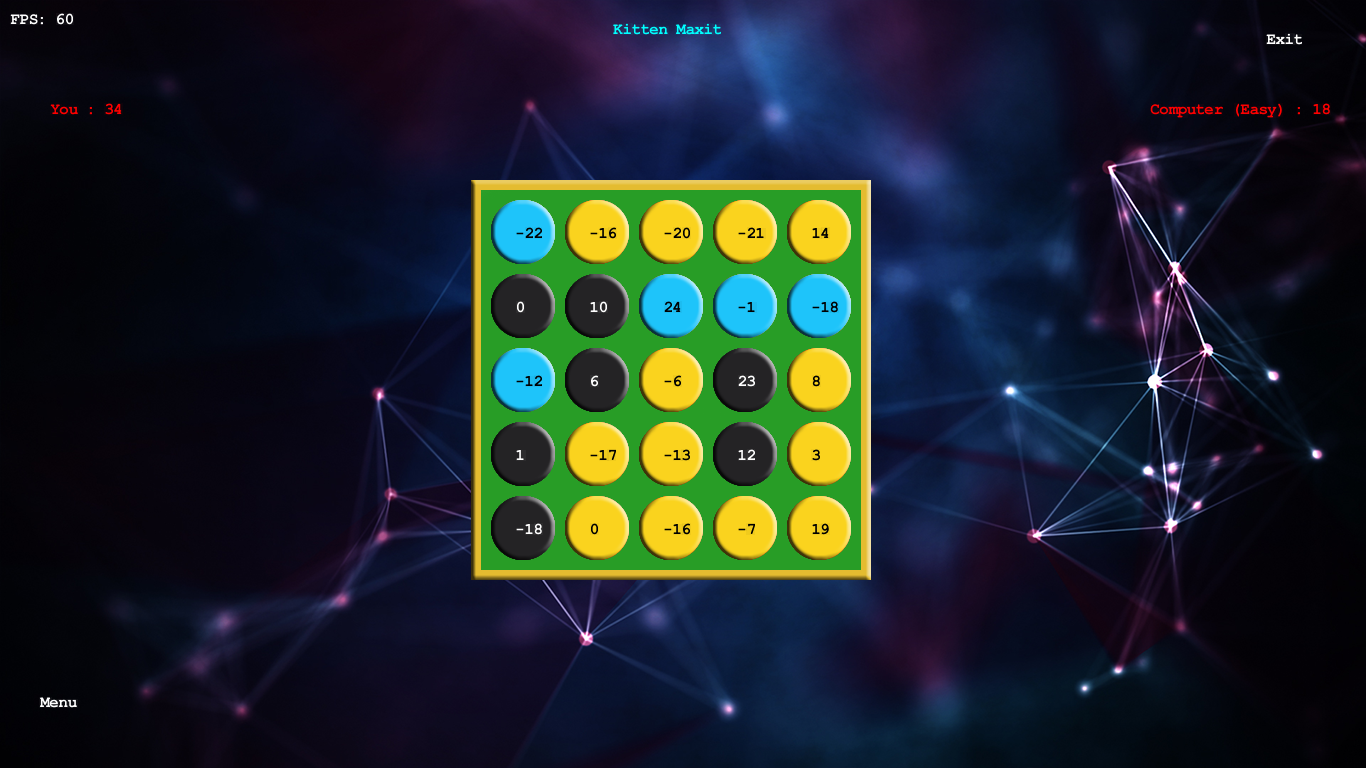 FPS: 60
Kitten Maxit
Exit
You : 34
Computer (Easy) : 18
-22 -16 -20 -21 14
0 10 24 -1 -18
-12 6 -6 23 8
1 -17 -13 12 3
-18 0 -16 -7 19
Menu